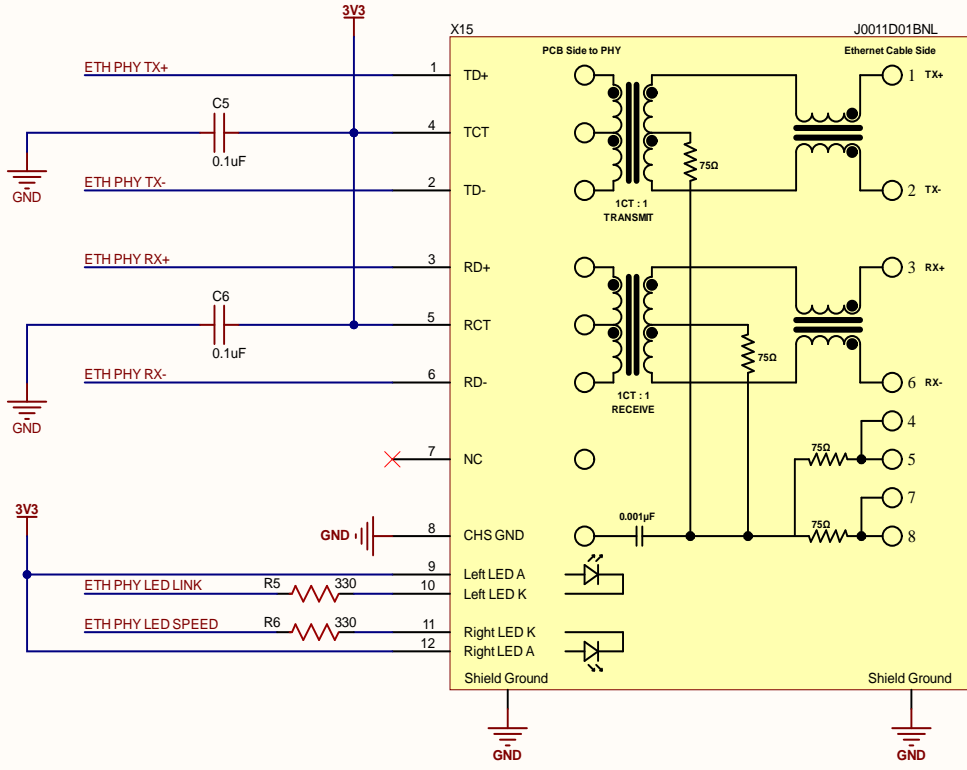 3V3
X15
J0011D01BNL
PCB Side to PHY
Ethernet Cable Side
ETH PHY TX+
1
TD+
1
TX+
C5
0.1uF
4
TCT
75Ω
GND
ETH PHY TX-
2
TD-
2
TX-
1CT : 1
TRANSMIT
ETH PHY RX+
3
RD+
3
RX+
C6
0.1uF
5
RCT
75Ω
GND
ETH PHY RX-
6
RD-
6
RX-
1CT : 1
RECEIVE
4
75Ω
7
NC
5
7
3V3
0.001µF
75Ω
GND
8
CHS GND
8
9
Left LED A
ETH PHY LED LINK
R5
330
10
Left LED K
ETH PHY LED SPEED
R6
330
11
Right LED K
12
Right LED A
Shield Ground
Shield Ground
GND
GND